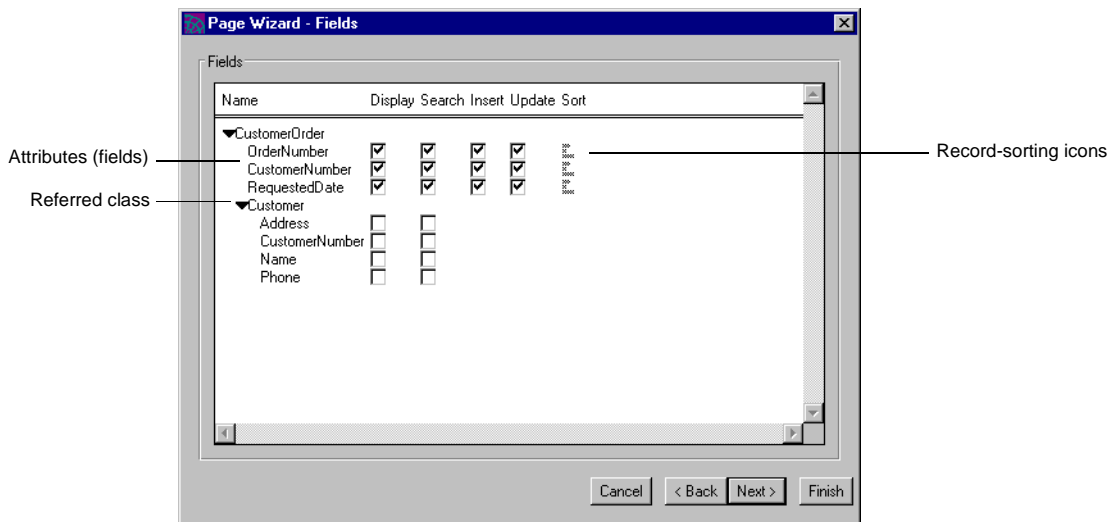 Page Wizard - Fields
Fields
Name Display Search Insert Update Sort
CustomerOrder
OrderNumber
Attributes (fields)
Record-sorting icons
CustomerNumber
RequestedDate
Referred class
Customer
Address
CustomerNumber
Name
Phone
Cancel < Back Next > Finish